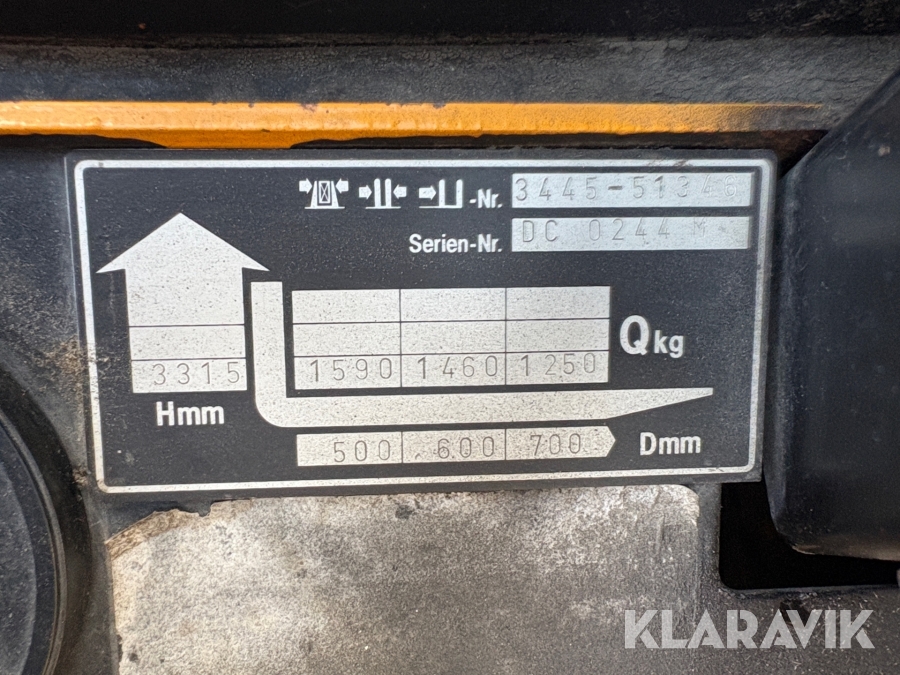 -Nr. 3445-51346
Serien-Nr. DC 0244 M
Qkg
3315 1590 1460 1250
Hmm
500 600 700 Dmm
KLARAVIK